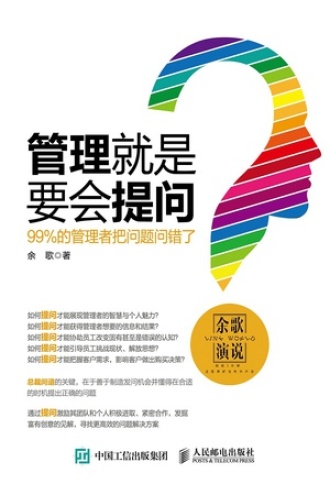 管理就是
要会提问
99%的管理者把问题问错了
余 歌◎著
如何提问才能展现管理者的智慧与个人魅力?
如何提问才能获得管理者想要的信息和结果?
如何提问才能协助员工改变固有甚至是错误的认知?
如何提问才能引导员工挑战现状、解放思想?
如何提问才能把握客户需求,影响客户做出购买决策?
余歌
演说
总裁问道的关键,在于善于制造发问机会并懂得在合适
的时机提出正确的问题
通过提问激励其团队和个人积极进取、紧密合作、发掘
富有创意的见解,寻找更高效的问题解决方案
中国工信出版集团
人民邮电出版社
POSTS & TELECOM PRESS